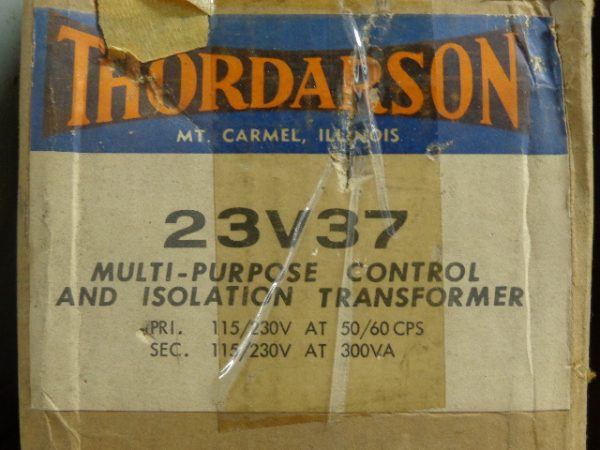 THORDARSON
MT. CARMEL, ILLINOIS
23V37
MULTI-PURPOSE CONTROL
AND ISOLATION TRANSFORMER
PRI. 115/230V AT 50/60 CPS
SEC. 115/230V AT 300VA